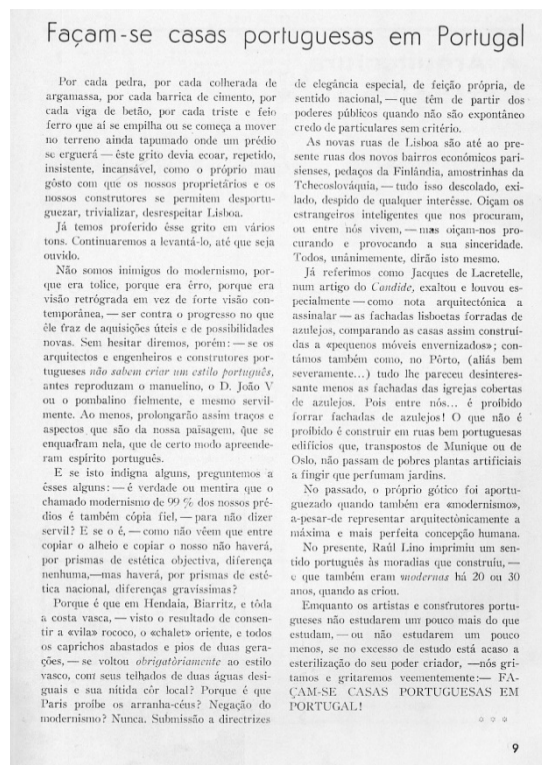 Façam-se casas portuguesas em Portugal
Por cada pedra, por cada colherada de
argamassa, por cada barrica de cimento, por
cada viga de betão, por cada triste e feio
ferro que aí se empilha ou se começa a mover
no terreno ainda tapumado onde um prédio
se erguerá — êste grito devia ecoar, repetido,
insistente, incansável, como o próprio mau
gôsto com que os nossos proprietários e os
nossos construtores se permitem desportu-
guezar, trivializar, desrespeitar Lisboa.
Já temos proferido êsse grito em vários
tons. Continuaremos a levantá-lo, até que seja
ouvido.
Não somos inimigos do modernismo, por-
que era tolice, porque era êrro, porque era
visão retrógrada em vez de forte visão con-
temporânea, — ser contra o progresso no que
êle fraz de aquisições úteis e de possibilidades
novas. Sem hesitar diremos, porém: — se os
arquitectos e engenheiros e construtores por-
tugueses não sabem criar um estilo português,
antes reproduzam o manuelino, o D. João V
ou o pombalino fielmente, e mesmo servil-
mente. Ao menos, prolongarão assim traços e
aspectos que são da nossa paisagem, que se
enquadram nela, que de certo modo apreende-
ram espírito português.
E se isto indigna alguns, preguntemos a
êsses alguns: — é verdade ou mentira que o
chamado modernismo de 99 % dos nossos pré-
dios é também cópia fiel, — para não dizer
servil? E se o é, — como não vêem que entre
copiar o alheio e copiar o nosso não haverá,
por prismas de estética objectiva, diferença
nenhuma,—mas haverá, por prismas de esté-
tica nacional, diferenças gravíssimas?
Porque é que em Hendaia, Biarritz, e tôda
a costa vasca, — visto o resultado de consen-
tir a «vila» rococo, o «chalet» oriente, e todos
os caprichos abastados e pios de duas gera-
ções, — se voltou obrigatòriamente ao estilo
vasco, com seus telhados de duas águas desi-
guais e sua nítida côr local? Porque é que
Paris proíbe os arranha-céus? Negação do
modernismo? Nunca. Submissão a directrizes
de elegância especial, de feição própria, de
sentido nacional, — que têm de partir dos
poderes públicos quando não são expontâneo
credo de particulares sem critério.
As novas ruas de Lisboa são até ao pre-
sente ruas dos novos bairros económicos pari-
sienses, pedaços da Finlândia, amostrinhas da
Tchecoslováquia, — tudo isso descolado, exi-
lado, despido de qualquer interêsse. Oiçam os
estrangeiros inteligentes que nos procuram,
ou entre nós vivem, — mas oiçam-nos pro-
curando e provocando a sua sinceridade.
Todos, unânimemente, dirão isto mesmo.
Já referimos como Jacques de Lacretelle,
num artigo do Candide, exaltou e louvou es-
pecialmente — como nota arquitectónica a
assinalar — as fachadas lisboetas forradas de
azulejos, comparando as casas assim construí-
das a «pequenos móveis envernizados»; con-
támos também como, no Pôrto, (aliás bem
severamente...) tudo lhe pareceu desinteres-
sante menos as fachadas das igrejas cobertas
de azulejos. Pois entre nós... é proibido
forrar fachadas de azulejos! O que não é
proibido é construir em ruas bem portuguesas
edifícios que, transpostos de Munique ou de
Oslo, não passam de pobres plantas artificiais
a fingir que perfumam jardins.
No passado, o próprio gótico foi aportu-
guezado quando também era «modernismo»,
a-pesar-de representar arquitectònicamente a
máxima e mais perfeita concepção humana.
No presente, Raúl Lino imprimiu um sen-
tido português às moradias que construíu, —
e que também eram modernas há 20 ou 30
anos, quando as criou.
Emquanto os artistas e construtores portu-
gueses não estudarem um pouco mais do que
estudam, — ou não estudarem um pouco
menos, se no excesso de estudo está acaso a
esterilização do seu poder criador, —nós gri-
tamos e gritaremos veementemente:— FA-
ÇAM-SE CASAS PORTUGUESAS EM
PORTUGAL!
9